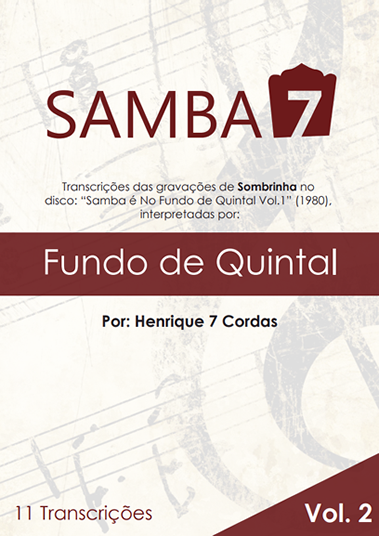 SAMBA 7
Transcrições das gravações de Sombrinha no
disco: “Samba é No Fundo de Quintal Vol.1” (1980),
interpretadas por:
Fundo de Quintal
Por: Henrique 7 Cordas
11 Transcrições
Vol. 2